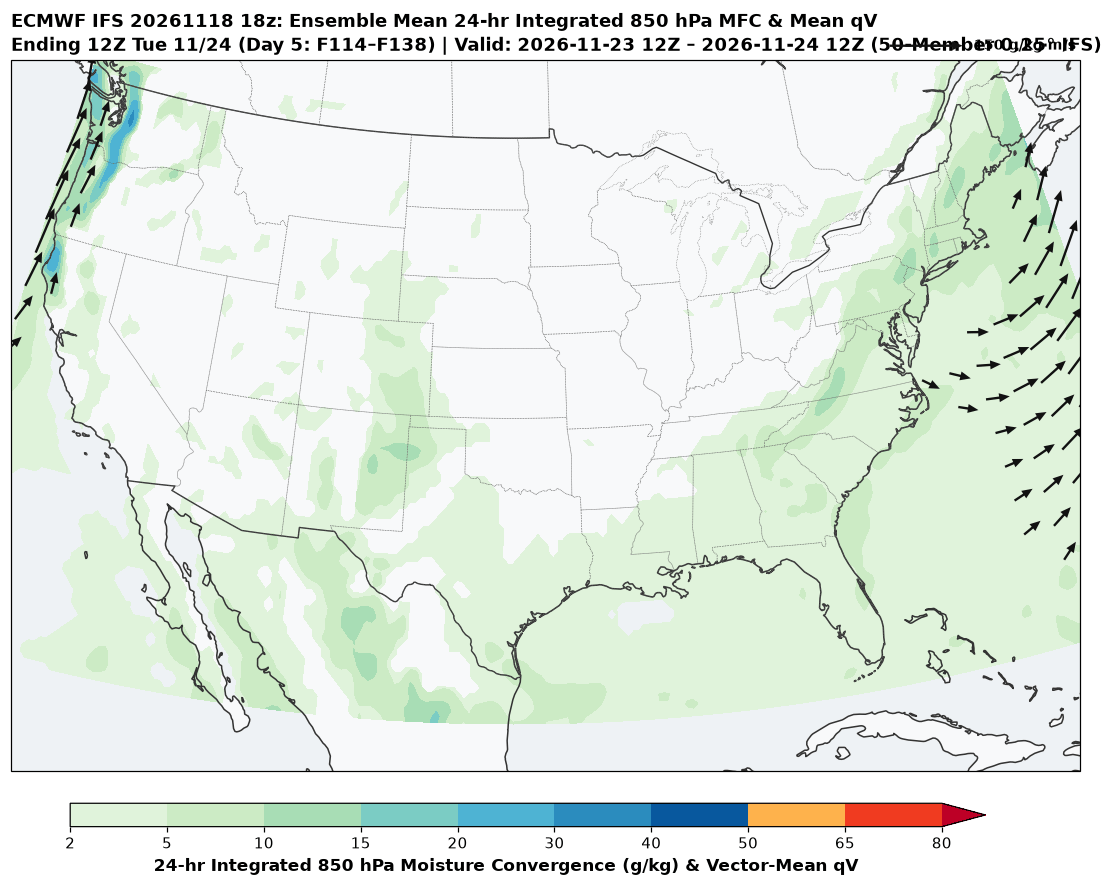 ECMWF IFS 20261118 18z: Ensemble Mean 24-hr Integrated 850 hPa MFC & Mean qV
Ending 12Z Tue 11/24 (Day 5: F114–F138) | Valid: 2026-11-23 12Z – 2026-11-24 12Z (50-Member 0.25° IFS)
2 5 10 15 20 30 40 50 65 80
24-hr Integrated 850 hPa Moisture Convergence (g/kg) & Vector-Mean qV